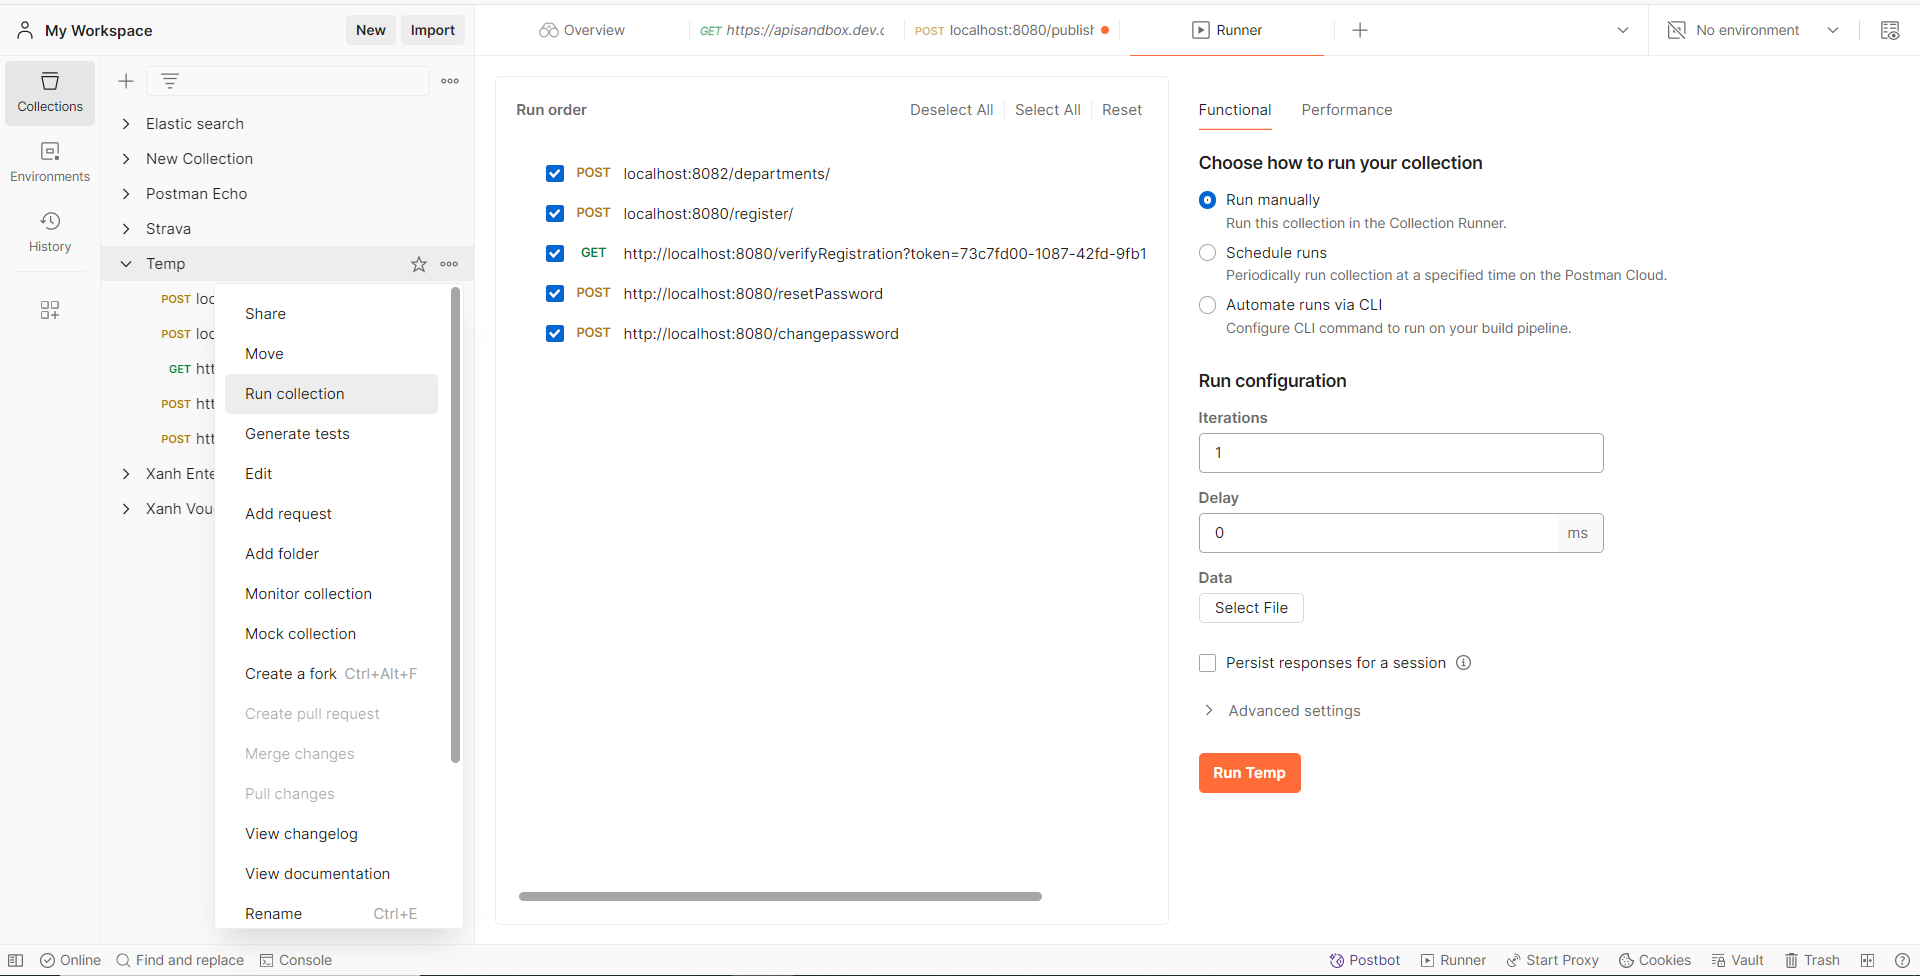 My Workspace
New
Import
Overview
GET https://apisandbox.dev.c
POST localhost:8080/publish
Runner
No environment
Collections
Environments
History
Elastic search
New Collection
Postman Echo
Strava
Temp
POST loc
POST loc
GET htt
POST htt
POST htt
Xanh Ente
Xanh Vou
Share
Move
Run collection
Generate tests
Edit
Add request
Add folder
Monitor collection
Mock collection
Create a fork Ctrl+Alt+F
Create pull request
Merge changes
Pull changes
View changelog
View documentation
Rename Ctrl+E
Run order
Deselect All
Select All
Reset
POST localhost:8082/departments/
POST localhost:8080/register/
GET http://localhost:8080/verifyRegistration?token=73c7fd00-1087-42fd-9fb1
POST http://localhost:8080/resetPassword
POST http://localhost:8080/changepassword
Functional
Performance
Choose how to run your collection
Run manually
Run this collection in the Collection Runner.
Schedule runs
Periodically run collection at a specified time on the Postman Cloud.
Automate runs via CLI
Configure CLI command to run on your build pipeline.
Run configuration
Iterations
1
Delay
0 ms
Data
Select File
Persist responses for a session
Advanced settings
Run Temp
Online
Find and replace
Console
Postbot
Runner
Start Proxy
Cookies
Vault
Trash